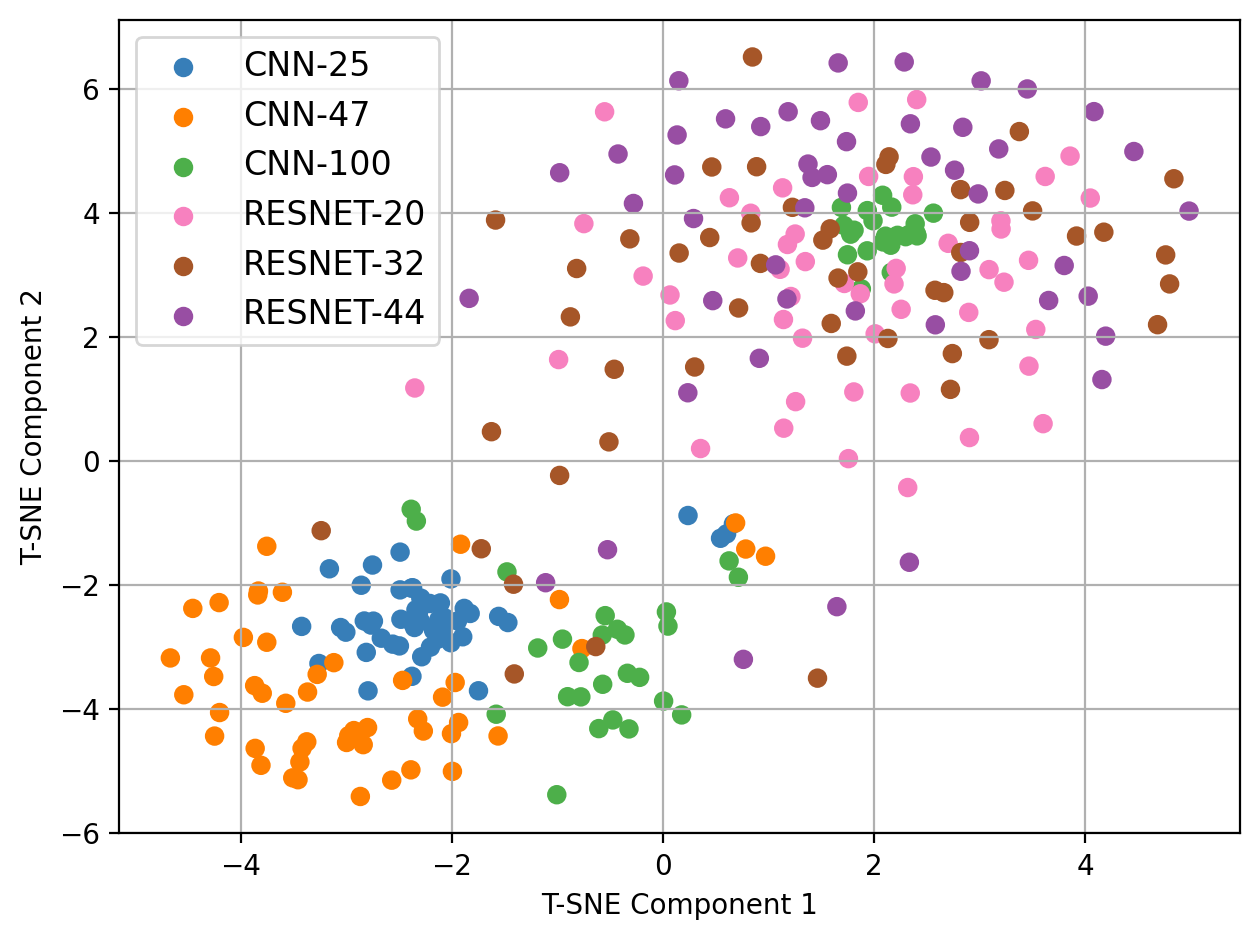 CNN-25
CNN-47
CNN-100
RESNET-20
RESNET-32
RESNET-44
6
4
2
0
−2
−4
−6
−4
−2
0
2
4
T-SNE Component 1
T-SNE Component 2